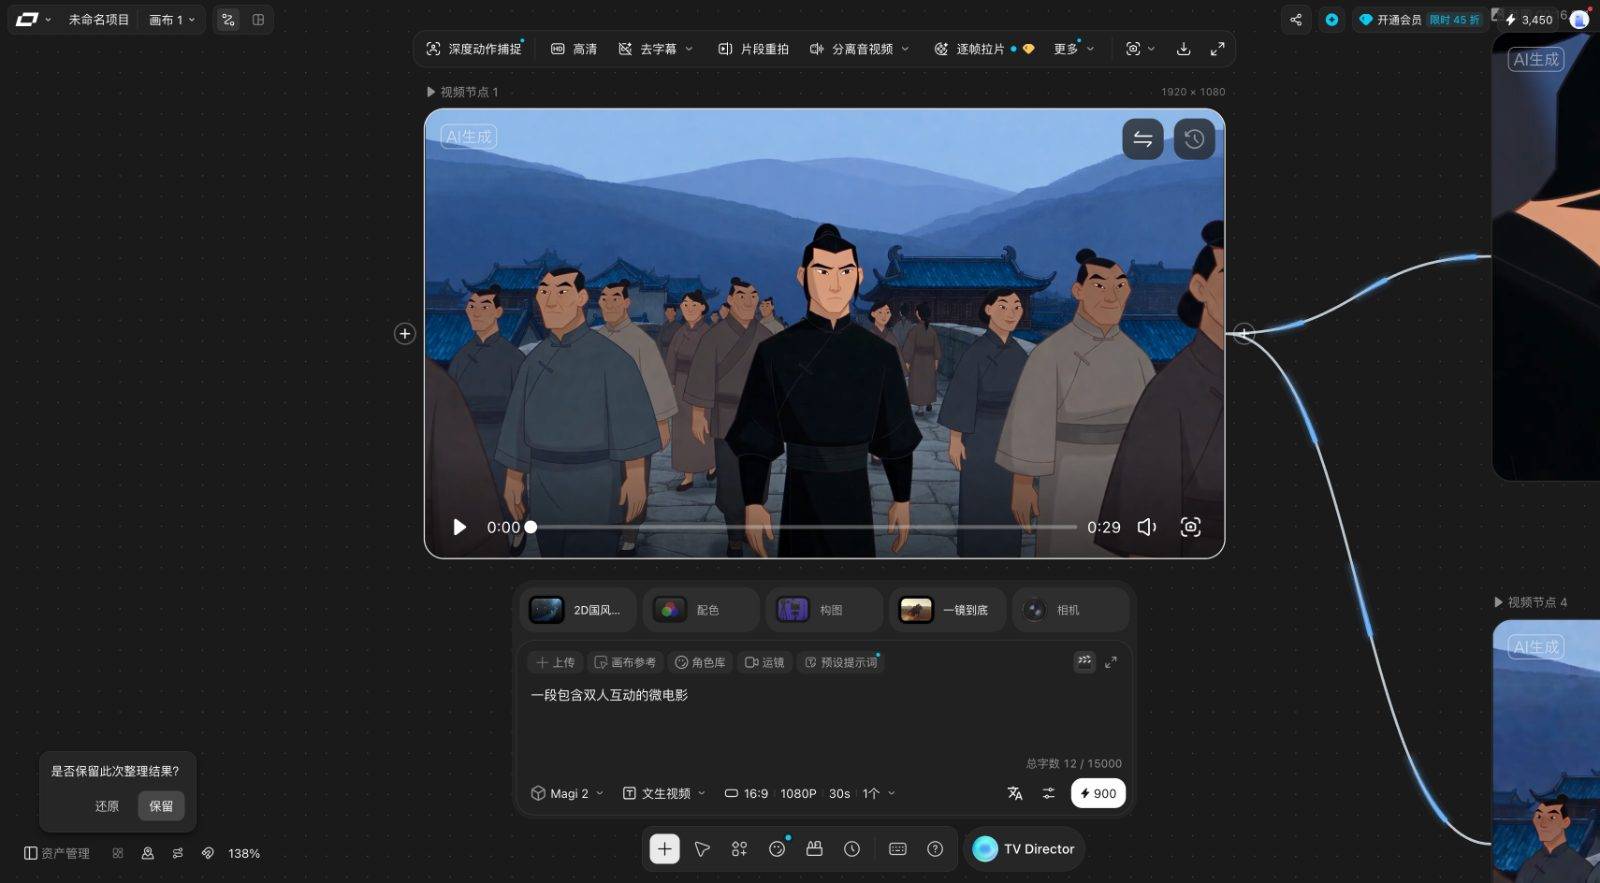 未命名项目
画布 1
开通会员 限时 45 折
3,450
深度动作捕捉
HD 高清
去字幕
片段重拍
分离音视频
逐帧拉片
更多
视频节点 1
1920 × 1080
AI生成
AI生成
0:00
0:29
2D国风...
配色
构图
一镜到底
相机
上传
画布参考
角色库
运镜
预设提示词
一段包含双人互动的微电影
总字数 12 / 15000
Magi 2
文生视频
16:9
1080P
30s
1个
900
视频节点 4
AI生成
是否保留此次整理结果?
还原
保留
资产管理
138%
TV Director